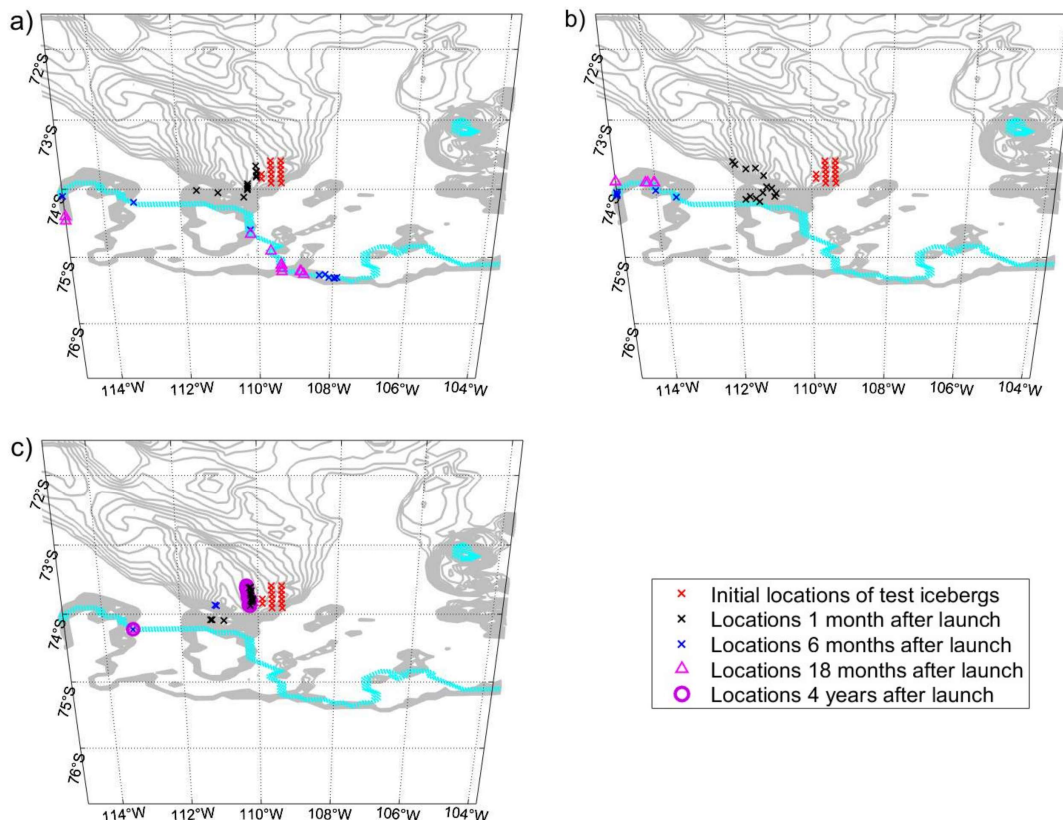 a)
72°S
73°S
74°S
75°S
76°S
114°W
112°W
110°W
108°W
106°W
104°W
b)
72°S
73°S
74°S
75°S
76°S
114°W
112°W
110°W
108°W
106°W
104°W
c)
72°S
73°S
74°S
75°S
76°S
114°W
112°W
110°W
108°W
106°W
104°W
Initial locations of test icebergs
Locations 1 month after launch
Locations 6 months after launch
Locations 18 months after launch
Locations 4 years after launch